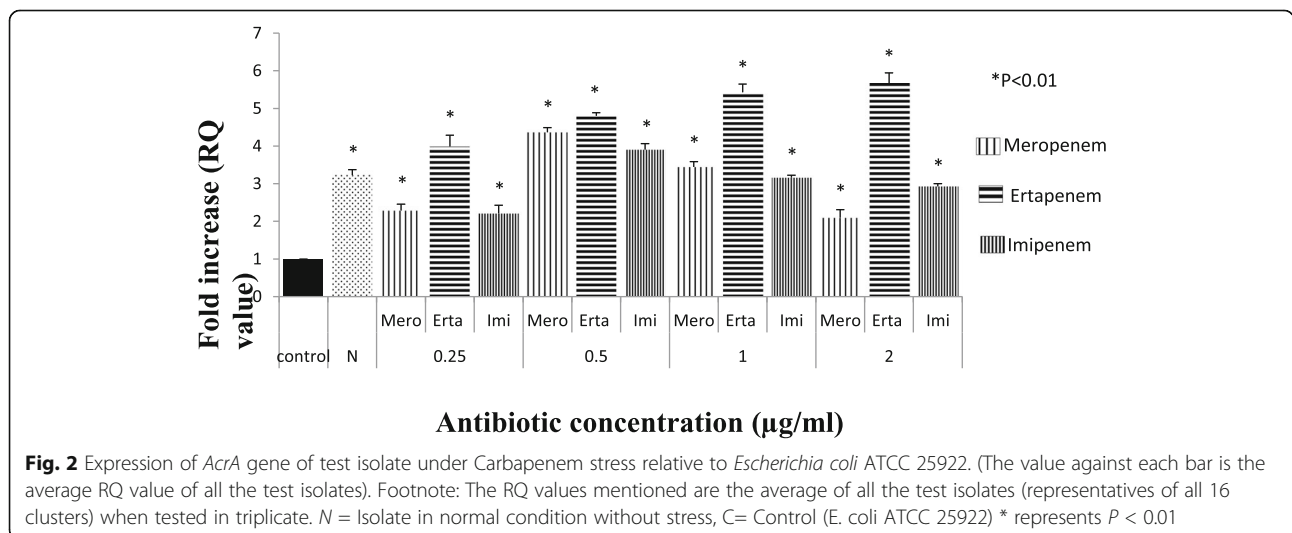 7
6
5
4
3
2
1
0
Fold increase (RQ
value)
* * * * * * * * * * * * *
*P<0.01
Meropenem
Ertapenem
Imipenem
Mero Erta Imi Mero Erta Imi Mero Erta Imi Mero Erta Imi
control N 0.25 0.5 1 2
Antibiotic concentration (µg/ml)
Fig. 2 Expression of AcrA gene of test isolate under Carbapenem stress relative to Escherichia coli ATCC 25922. (The value against each bar is the
average RQ value of all the test isolates). Footnote: The RQ values mentioned are the average of all the test isolates (representatives of all 16
clusters) when tested in triplicate. N = Isolate in normal condition without stress, C= Control (E. coli ATCC 25922) * represents P < 0.01